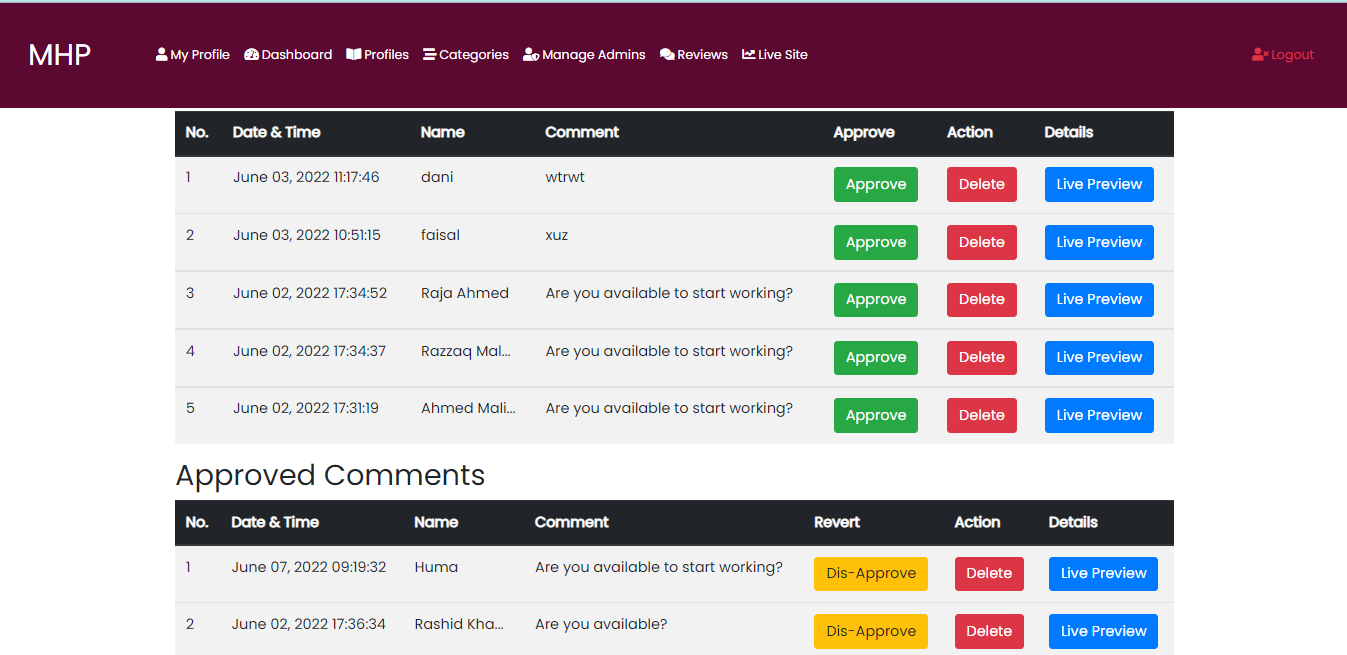 MHP My Profile Dashboard Profiles Categories Manage Admins Reviews Live Site Logout
No. Date & Time Name Comment Approve Action Details
1 June 03, 2022 11:17:46 dani wtrwt Approve Delete Live Preview
2 June 03, 2022 10:51:15 faisal xuz Approve Delete Live Preview
3 June 02, 2022 17:34:52 Raja Ahmed Are you available to start working? Approve Delete Live Preview
4 June 02, 2022 17:34:37 Razzaq Mal... Are you available to start working? Approve Delete Live Preview
5 June 02, 2022 17:31:19 Ahmed Mali... Are you available to start working? Approve Delete Live Preview
Approved Comments
No. Date & Time Name Comment Revert Action Details
1 June 07, 2022 09:19:32 Huma Are you available to start working? Dis-Approve Delete Live Preview
2 June 02, 2022 17:36:34 Rashid Kha... Are you available? Dis-Approve Delete Live Preview